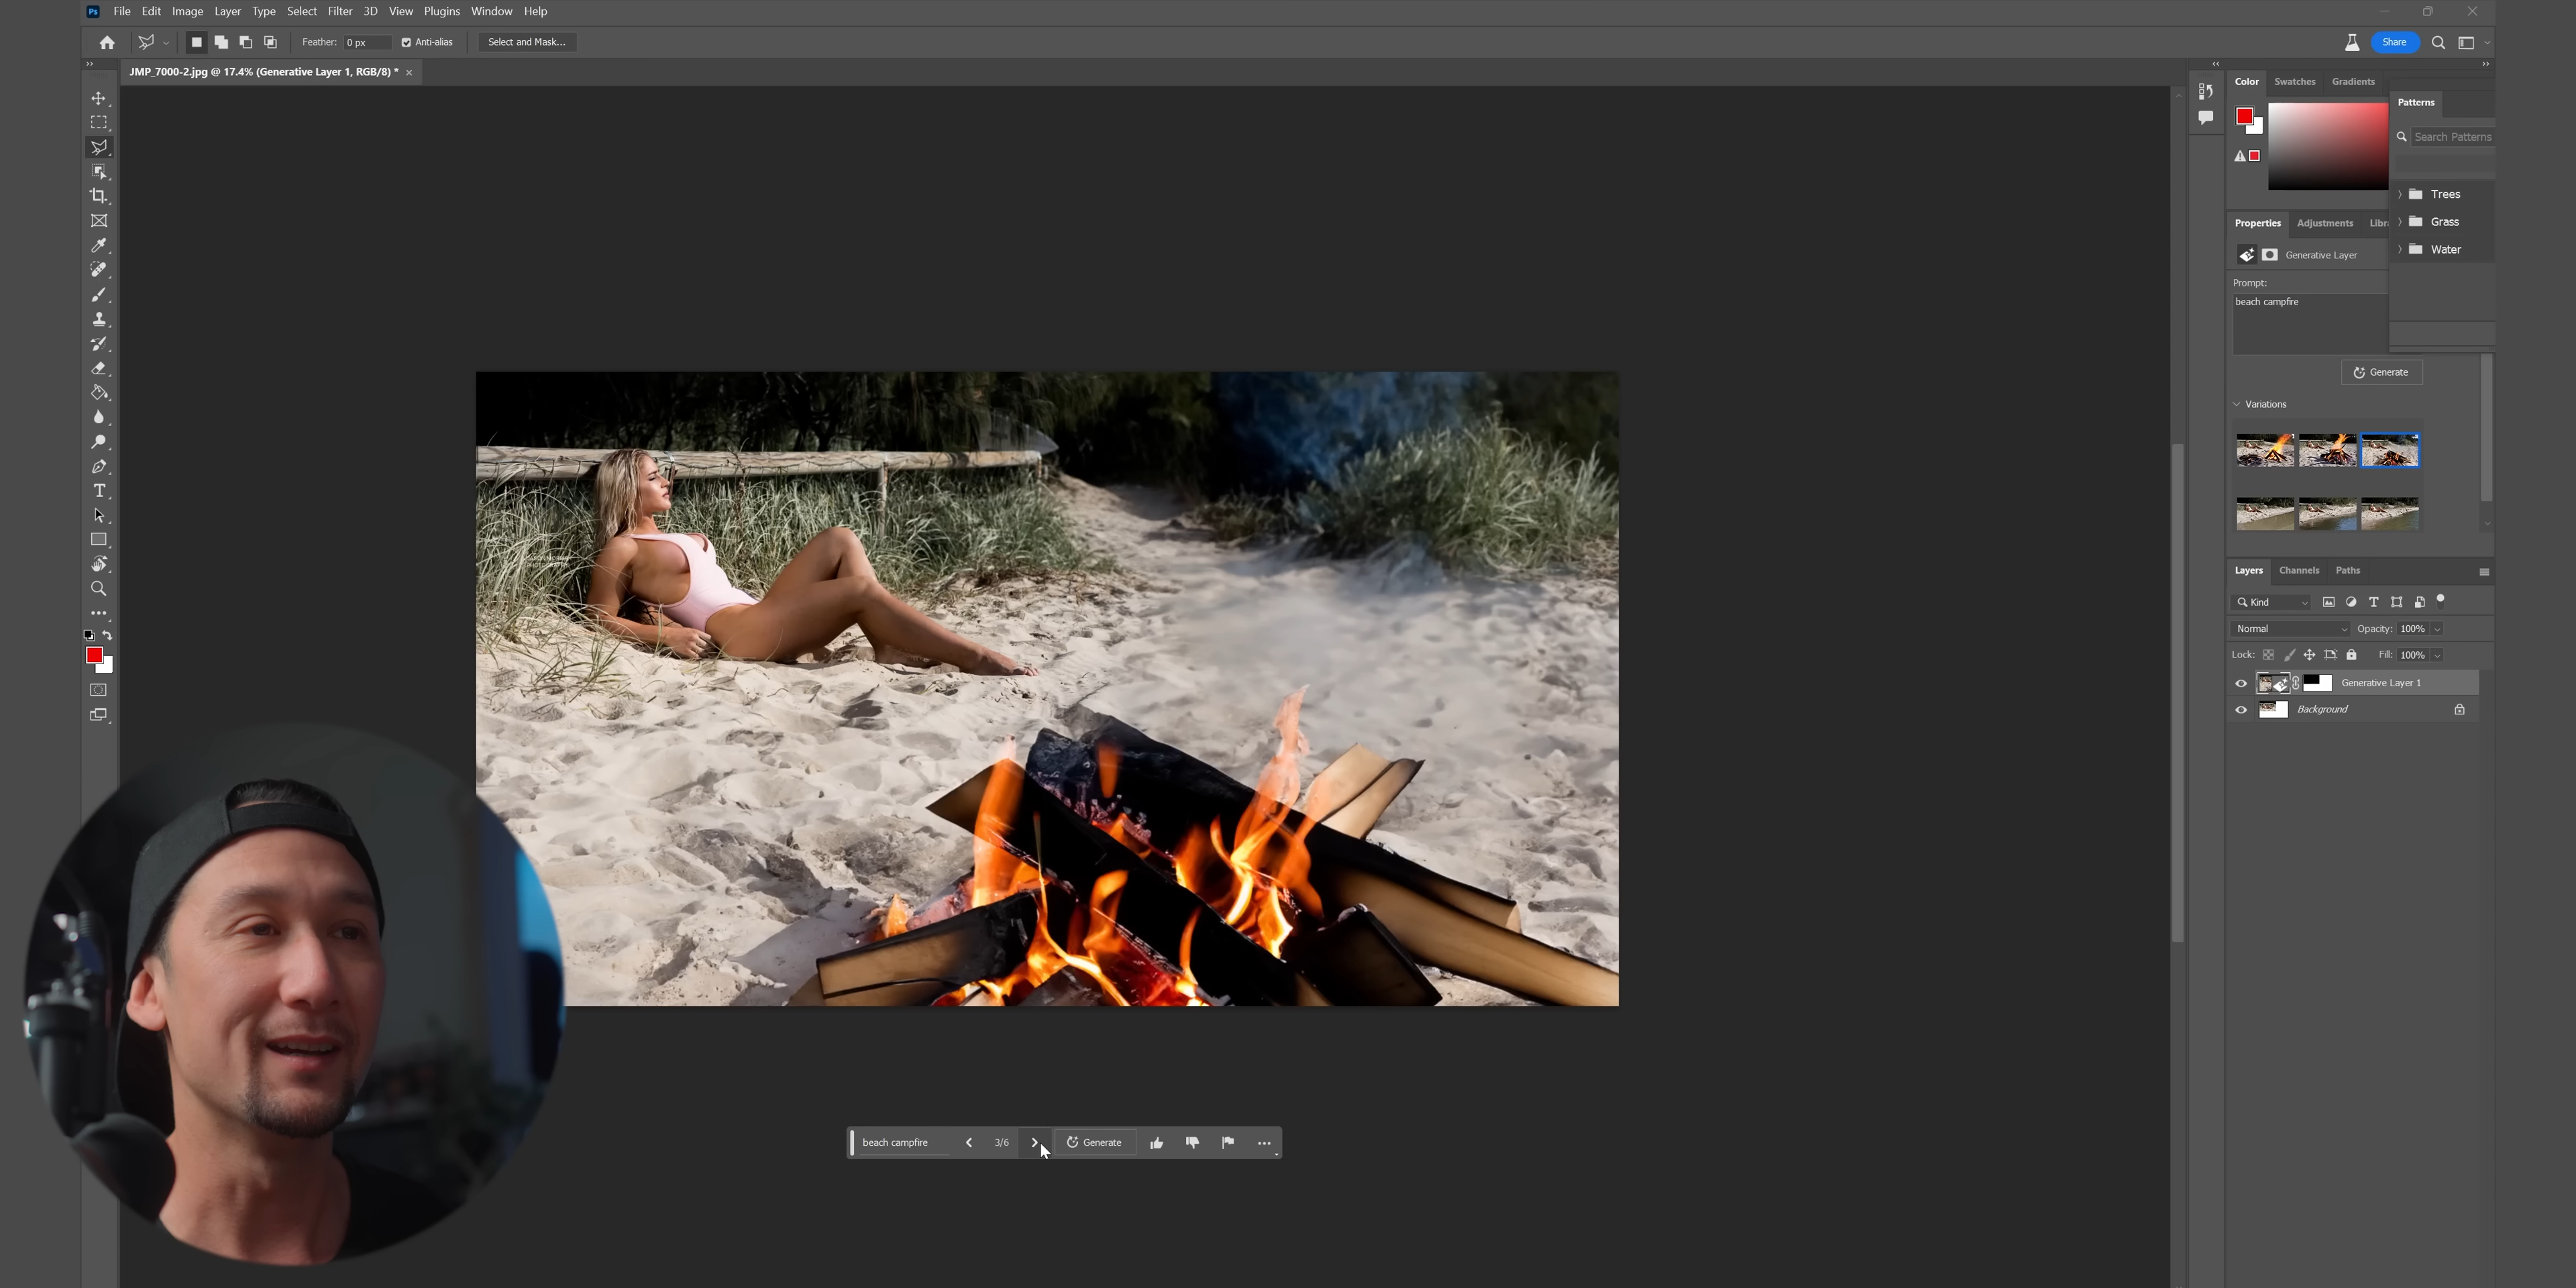 Ps File Edit Image Layer Type Select Filter 3D View Plugins Window Help
Feather: 0 px Anti-alias Select and Mask... Share
JMP_7000-2.jpg @ 17.4% (Generative Layer 1, RGB/8) * ×
Color Swatches Gradients
Patterns
Search Patterns
Trees
Grass
Water
Properties Adjustments Libra
Generative Layer
Prompt:
beach campfire
Generate
Variations
Layers Channels Paths
Kind
Normal Opacity: 100%
Lock: Fill: 100%
Generative Layer 1
Background
beach campfire 3/6 Generate